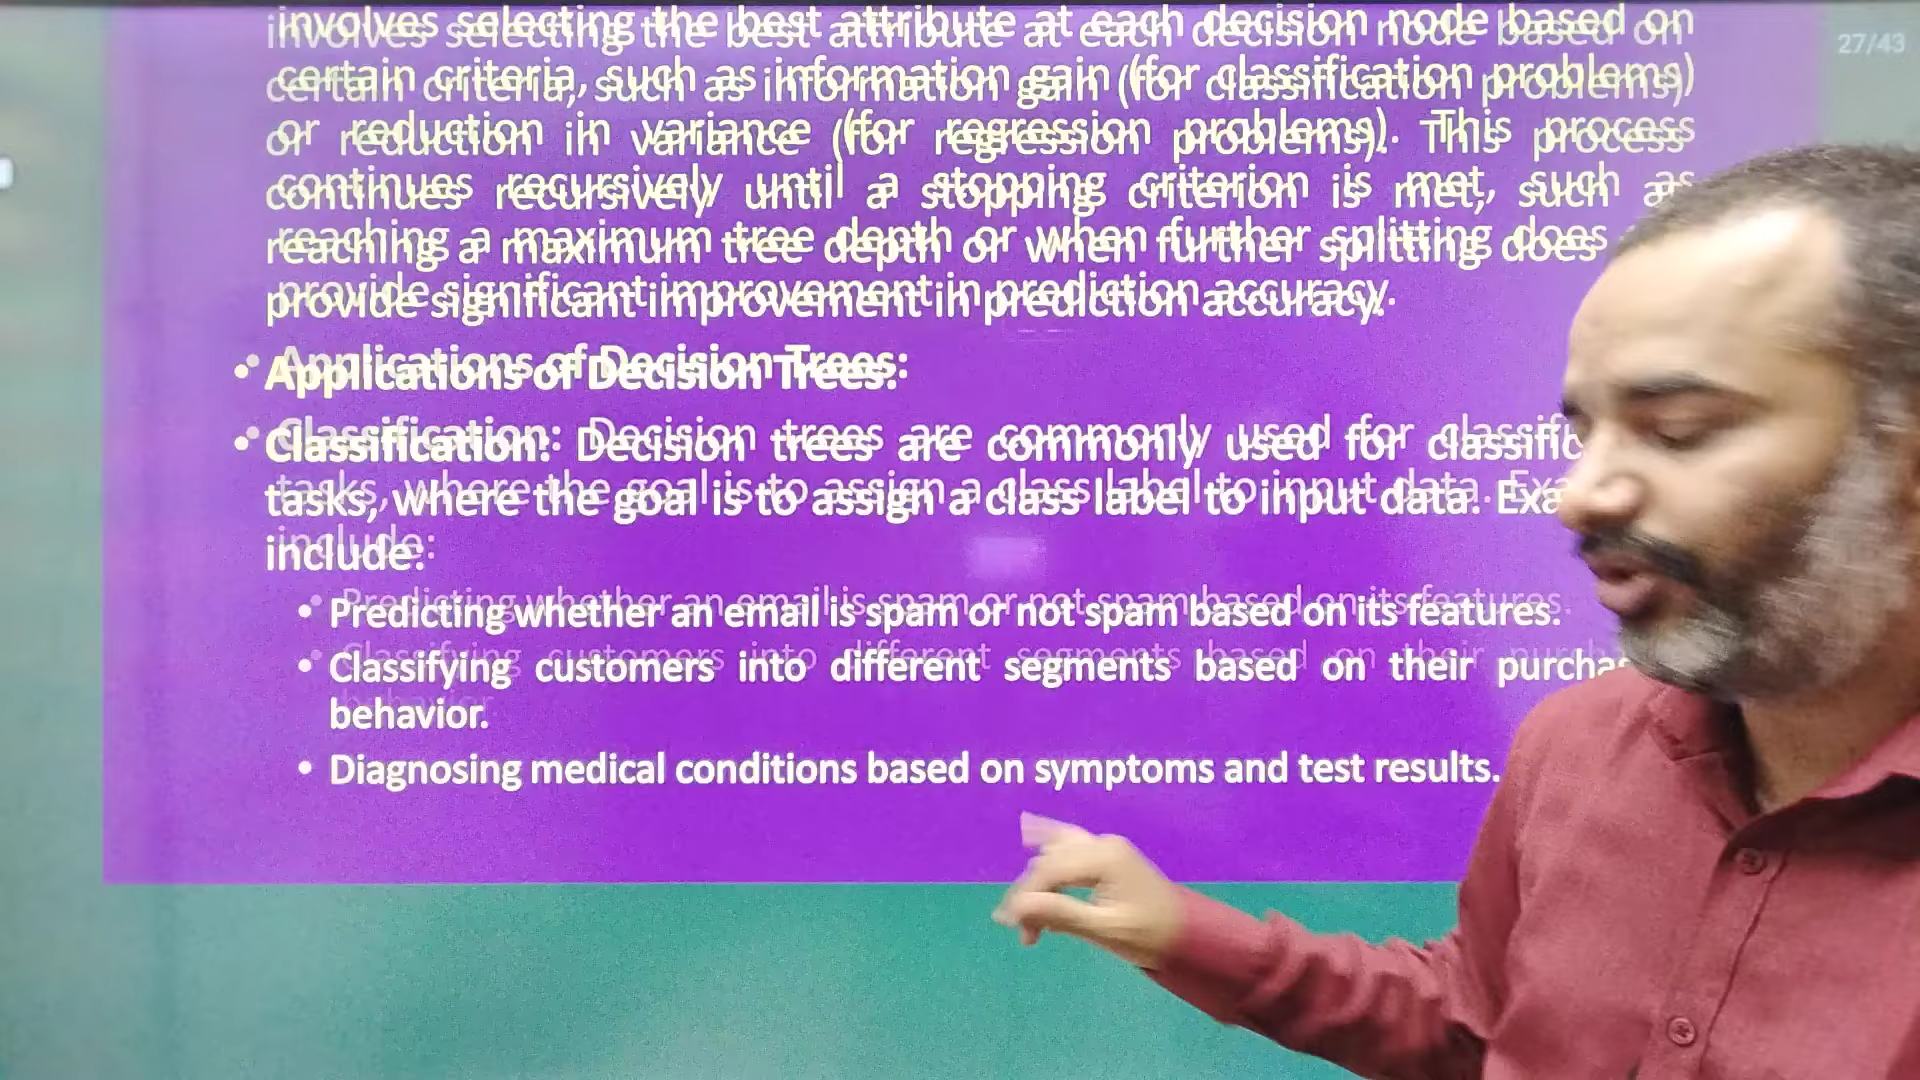 27/43
involves selecting the best attribute at each decision node based on
certain criteria, such as information gain (for classification problems)
or reduction in variance (for regression problems). This process
continues recursively until a stopping criterion is met, such as
reaching a maximum tree depth or when further splitting does
provide significant improvement in prediction accuracy.
• Applications of Decision Trees:
• Classification: Decision trees are commonly used for classific
tasks, where the goal is to assign a class label to input data. Exa
include:
• Predicting whether an email is spam or not spam based on its features.
• Classifying customers into different segments based on their purcha
behavior.
• Diagnosing medical conditions based on symptoms and test results.